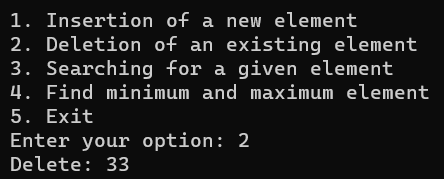 1. Insertion of a new element
2. Deletion of an existing element
3. Searching for a given element
4. Find minimum and maximum element
5. Exit
Enter your option: 2
Delete: 33